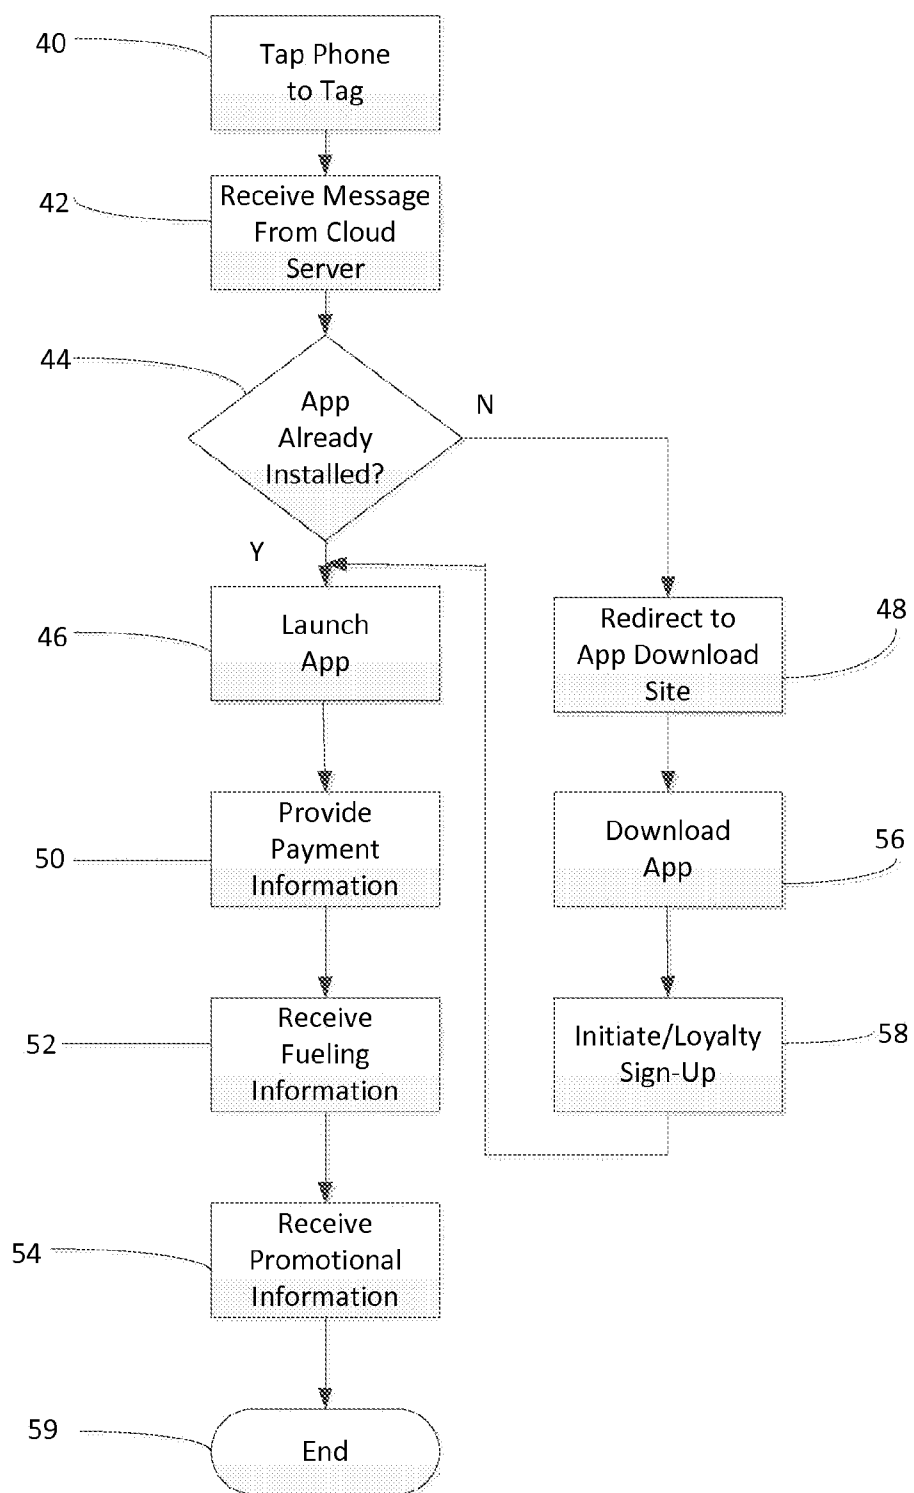 40
Tap Phone
to Tag
42
Receive Message
From Cloud
Server
44
App
Already
Installed?
N
Y
46
Launch
App
48
Redirect to
App Download
Site
50
Provide
Payment
Information
56
Download
App
52
Receive
Fueling
Information
58
Initiate/Loyalty
Sign-Up
54
Receive
Promotional
Information
59
End